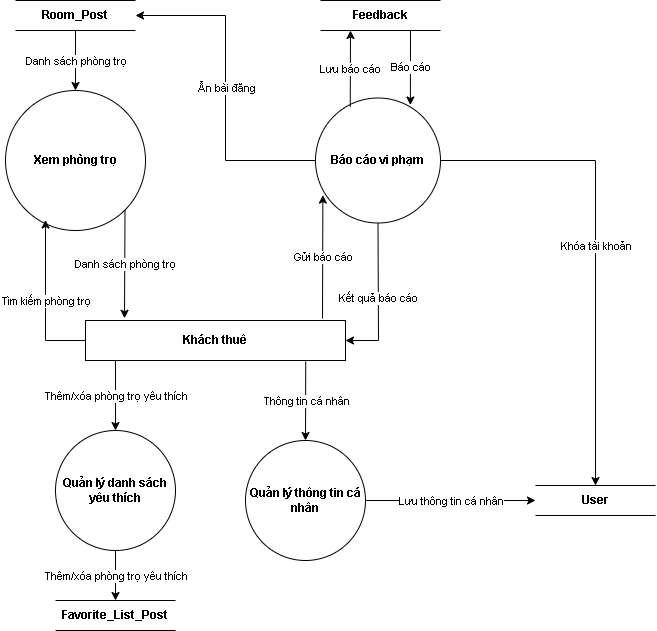 Room_Post
Feedback
Danh sách phòng trọ
Lưu báo cáo
Báo cáo
Ẩn bài đăng
Xem phòng trọ
Báo cáo vi phạm
Khóa tài khoản
Gửi báo cáo
Danh sách phòng trọ
Tìm kiếm phòng trọ
Kết quả báo cáo
Khách thuê
Thêm/xóa phòng trọ yêu thích
Thông tin cá nhân
Quản lý danh sách
yêu thích
Quản lý thông tin cá
nhân
Lưu thông tin cá nhân
User
Thêm/xóa phòng trọ yêu thích
Favorite_List_Post